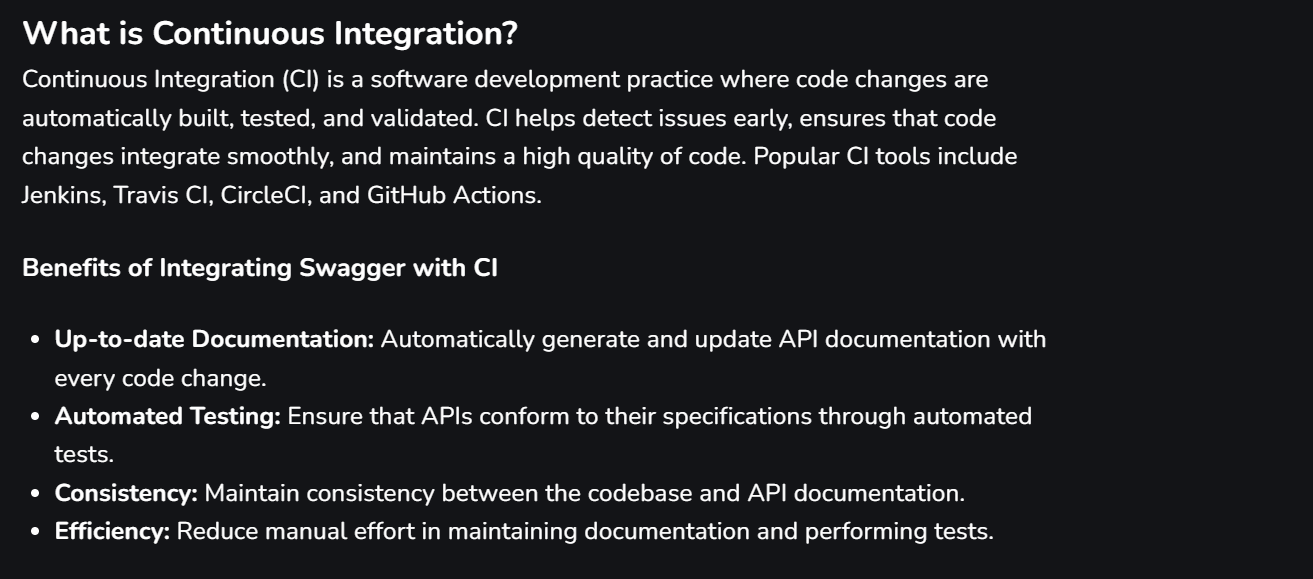 What is Continuous Integration?
Continuous Integration (CI) is a software development practice where code changes are
automatically built, tested, and validated. CI helps detect issues early, ensures that code
changes integrate smoothly, and maintains a high quality of code. Popular CI tools include
Jenkins, Travis CI, CircleCI, and GitHub Actions.
Benefits of Integrating Swagger with CI
• Up-to-date Documentation: Automatically generate and update API documentation with
every code change.
• Automated Testing: Ensure that APIs conform to their specifications through automated
tests.
• Consistency: Maintain consistency between the codebase and API documentation.
• Efficiency: Reduce manual effort in maintaining documentation and performing tests.